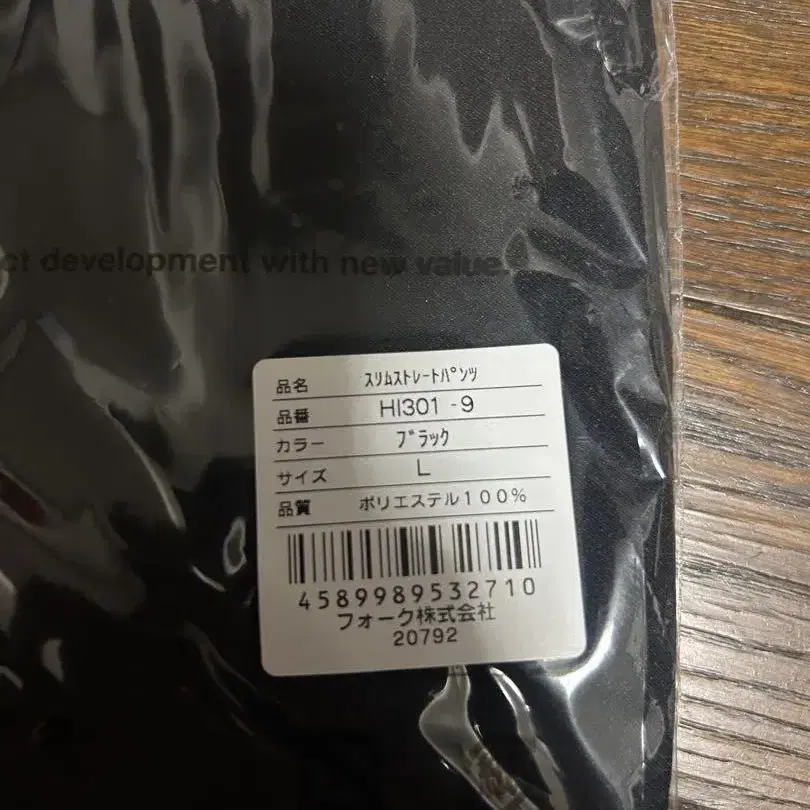 ct development with new value.
品名 ｽﾘﾑｽﾄﾚｰﾄﾊﾟﾝﾂ
品番 HI301 -9
カラー ﾌﾞﾗｯｸ
サイズ L
品質 ポリエステル１００％
4589989532710
フォーク株式会社
20792